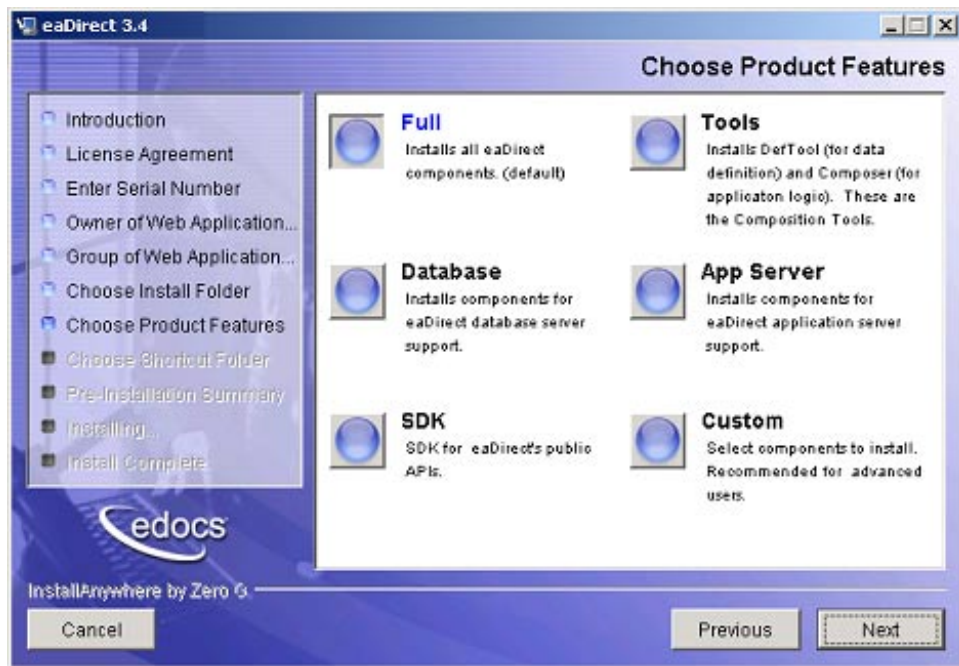 eaDirect 3.4
Choose Product Features
Introduction
License Agreement
Enter Serial Number
Owner of Web Application...
Group of Web Application...
Choose Install Folder
Choose Product Features
Choose Shortcut Folder
Pre-Installation Summary
Installing...
Install Complete
edocs
Full
Installs all eaDirect
components. (default)
Tools
Installs DefTool (for data
definition) and Composer (for
applicaton logic). These are
the Composition Tools.
Database
Installs components for
eaDirect database server
support.
App Server
Installs components for
eaDirect application server
support.
SDK
SDK for eaDirect's public
APIs.
Custom
Select components to install.
Recommended for advanced
users.
InstallAnywhere by Zero G.
Cancel
Previous
Next